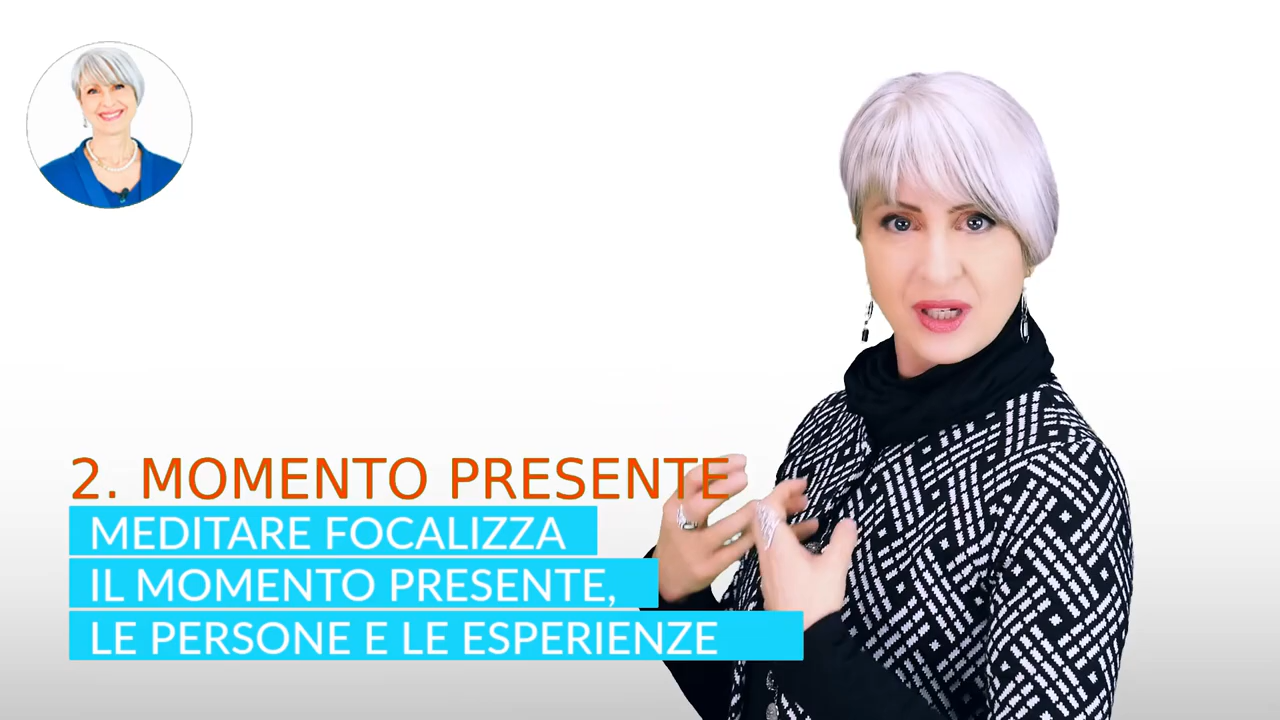 2. MOMENTO PRESENTE
MEDITARE FOCALIZZA
IL MOMENTO PRESENTE,
LE PERSONE E LE ESPERIENZE